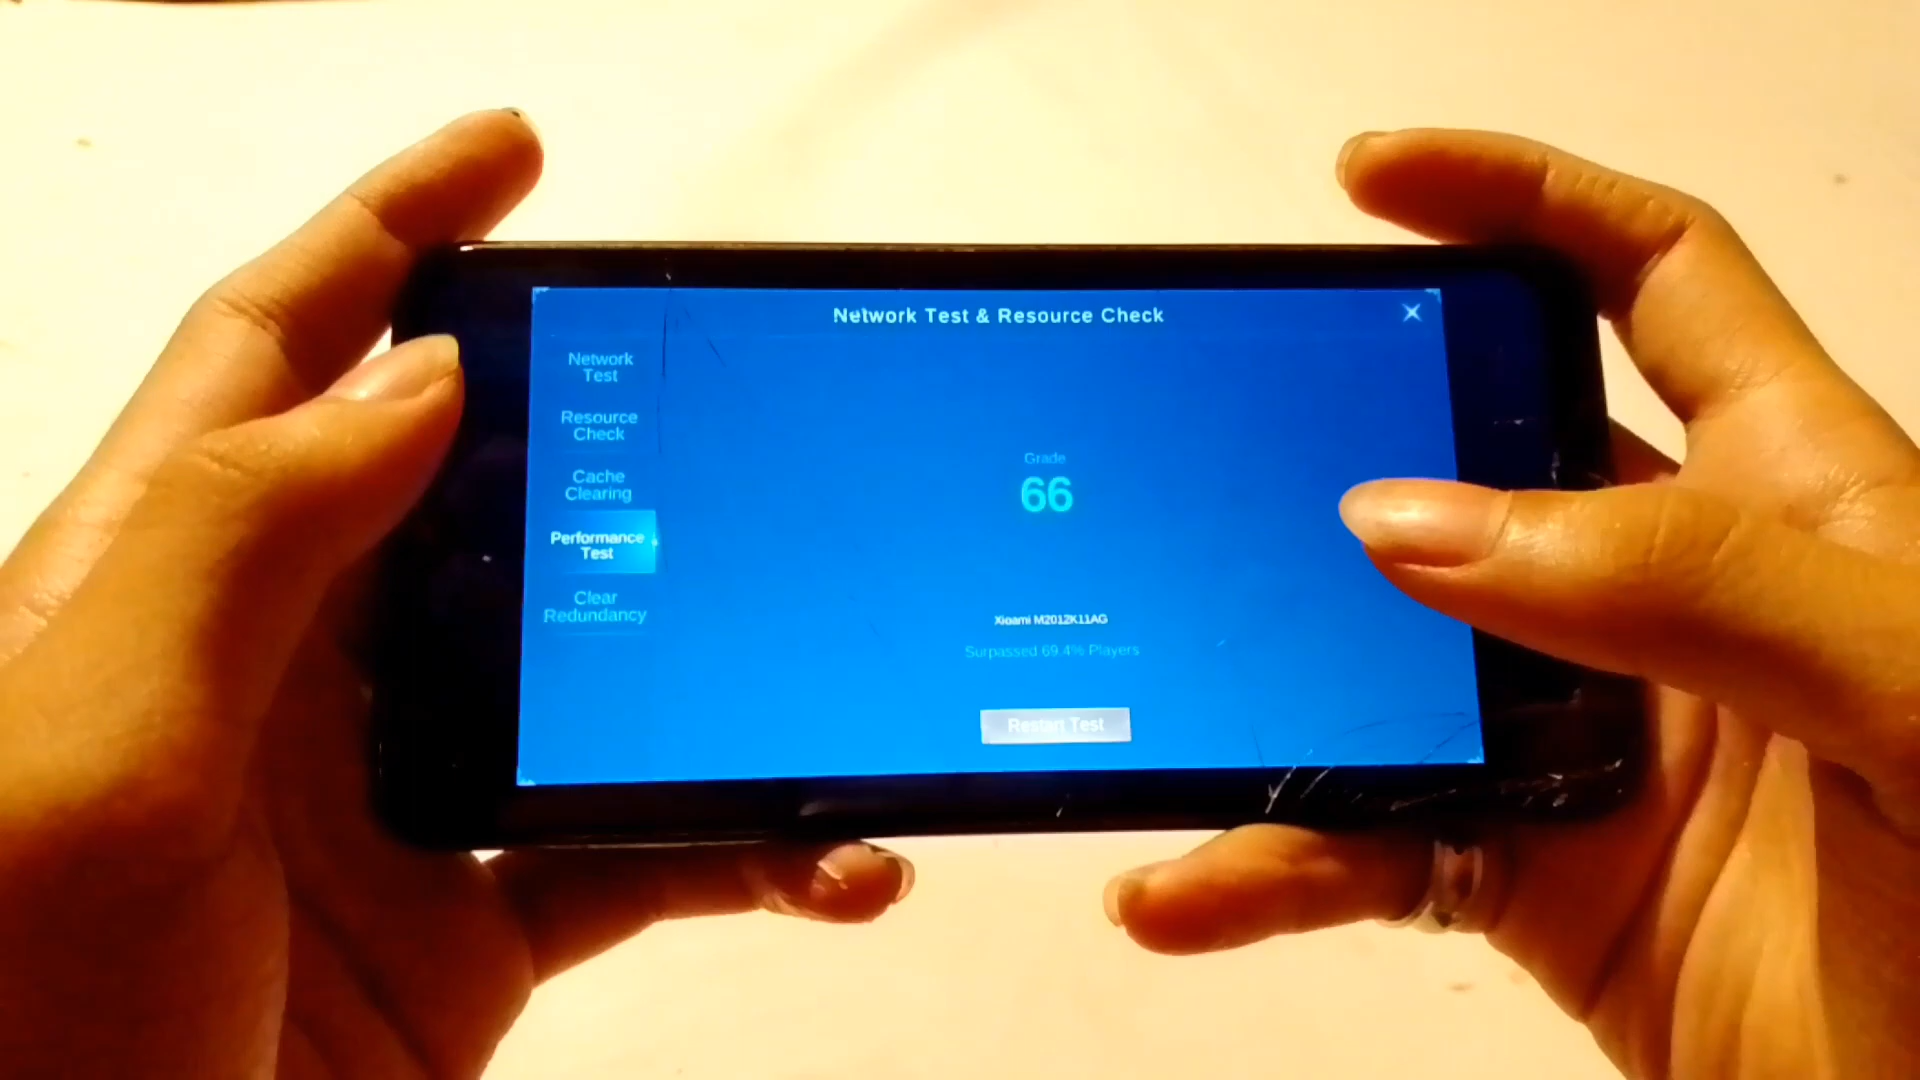 Network Test & Resource Check
Network
Test
Resource
Check
Cache
Clearing
Performance
Test
Clear
Redundancy
Grade
66
Xioami M2012K11AG
Surpassed 69.4% Players
Restart Test